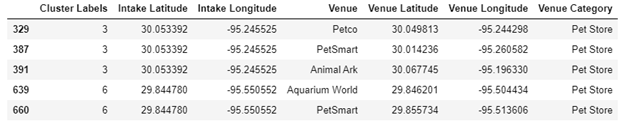 Cluster Labels Intake Latitude Intake Longitude Venue Venue Latitude Venue Longitude Venue Category
329 3 30.053392 -95.245525 Petco 30.049813 -95.244298 Pet Store
387 3 30.053392 -95.245525 PetSmart 30.014236 -95.260582 Pet Store
391 3 30.053392 -95.245525 Animal Ark 30.067745 -95.196330 Pet Store
639 6 29.844780 -95.550552 Aquarium World 29.846201 -95.504434 Pet Store
660 6 29.844780 -95.550552 PetSmart 29.855734 -95.513606 Pet Store